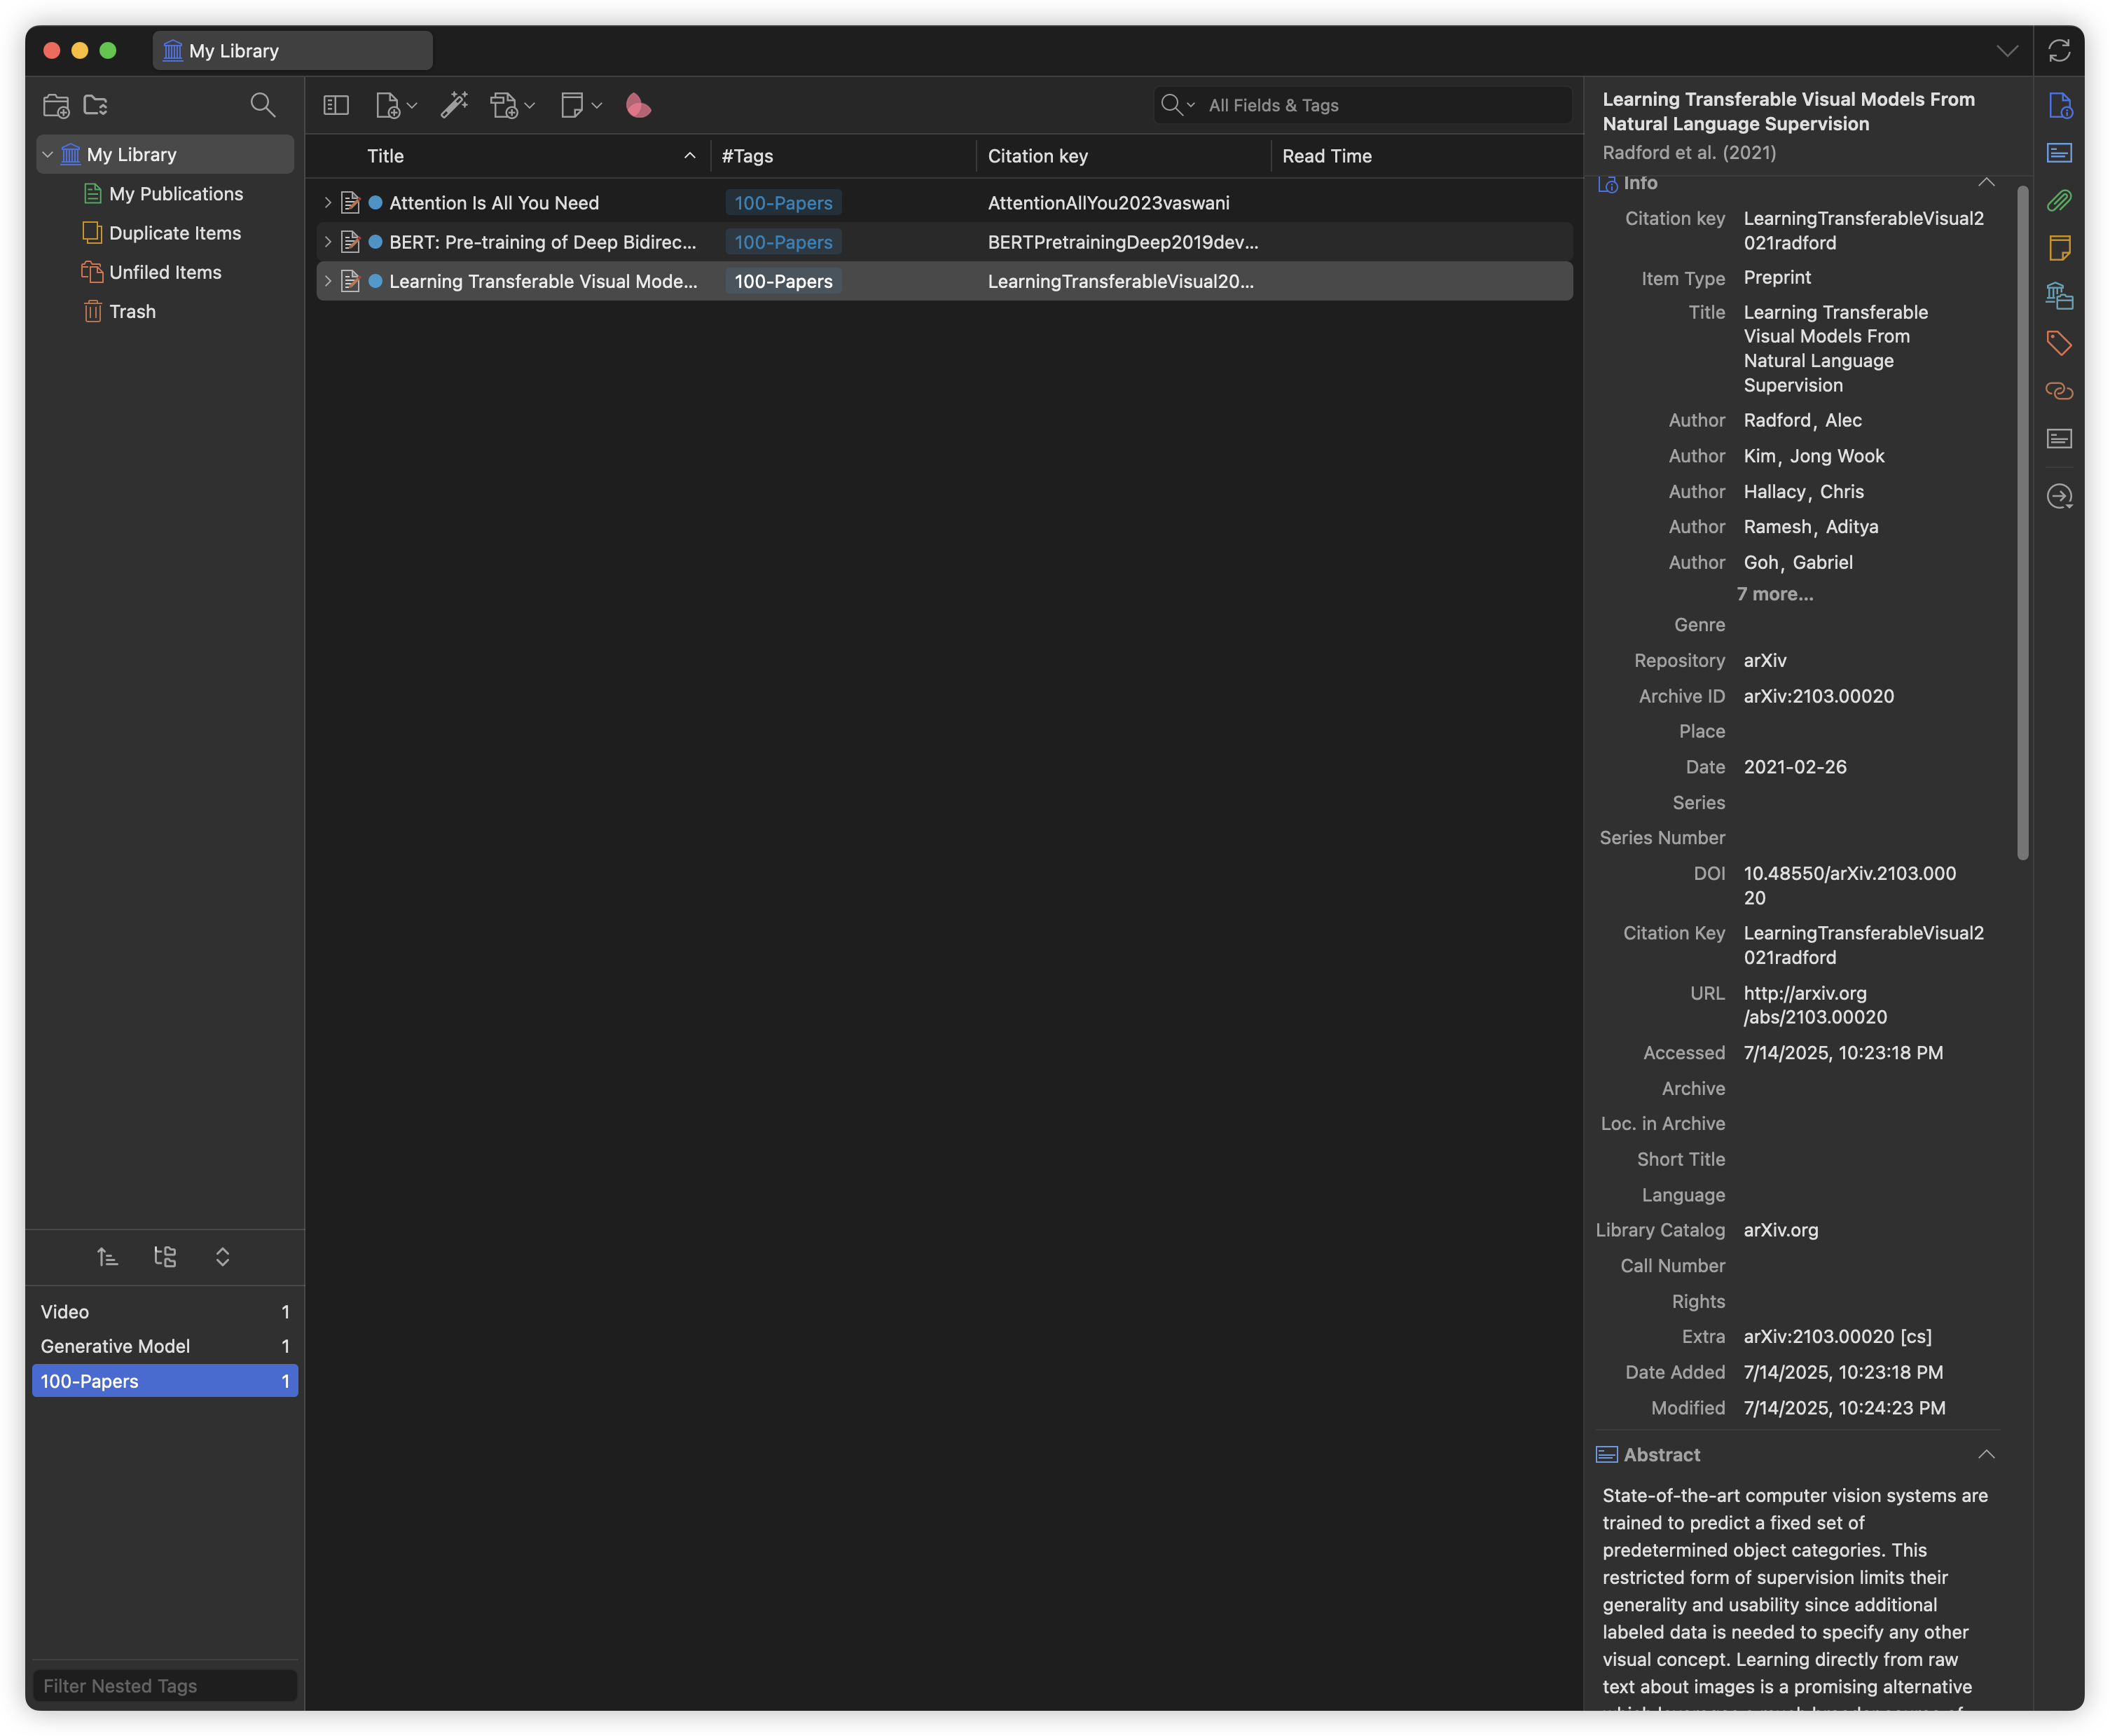 My Library
My Library
My Publications
Duplicate Items
Unfiled Items
Trash
Video 1
Generative Model 1
100-Papers 1
Filter Nested Tags
All Fields & Tags
Title #Tags Citation key Read Time
Attention Is All You Need 100-Papers AttentionAllYou2023vaswani
BERT: Pre-training of Deep Bidirec... 100-Papers BERTPretrainingDeep2019dev...
Learning Transferable Visual Mode... 100-Papers LearningTransferableVisual20...
Learning Transferable Visual Models From
Natural Language Supervision
Radford et al. (2021)
Info
Citation key LearningTransferableVisual2
021radford
Item Type Preprint
Title Learning Transferable
Visual Models From
Natural Language
Supervision
Author Radford, Alec
Author Kim, Jong Wook
Author Hallacy, Chris
Author Ramesh, Aditya
Author Goh, Gabriel
7 more...
Genre
Repository arXiv
Archive ID arXiv:2103.00020
Place
Date 2021-02-26
Series
Series Number
DOI 10.48550/arXiv.2103.000
20
Citation Key LearningTransferableVisual2
021radford
URL http://arxiv.org
/abs/2103.00020
Accessed 7/14/2025, 10:23:18 PM
Archive
Loc. in Archive
Short Title
Language
Library Catalog arXiv.org
Call Number
Rights
Extra arXiv:2103.00020 [cs]
Date Added 7/14/2025, 10:23:18 PM
Modified 7/14/2025, 10:24:23 PM
Abstract
State-of-the-art computer vision systems are
trained to predict a fixed set of
predetermined object categories. This
restricted form of supervision limits their
generality and usability since additional
labeled data is needed to specify any other
visual concept. Learning directly from raw
text about images is a promising alternative